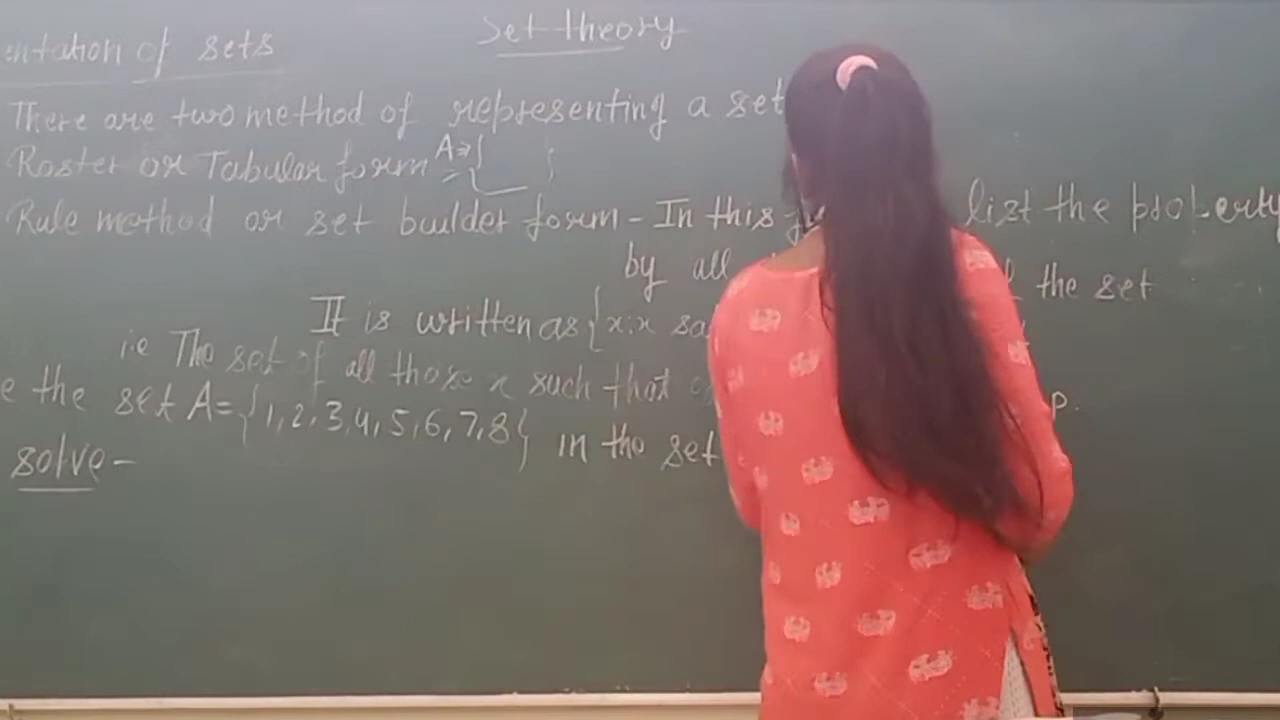 Set theory
entation of sets
There are two method of representing a set
Roster or Tabular form A={ }
Rule method or set builder form - In this list the property
by all the set
It is written as {x:x sa
i.e The set of all those x such that
e the set A={1,2,3,4,5,6,7,8} in the set
p.
solve-